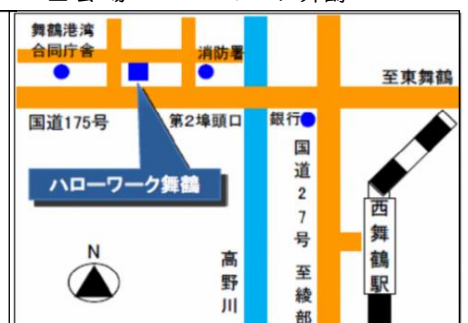 舞鶴港湾
合同庁舎
消防署
至東舞鶴
国道175号
第2埠頭口
銀行
ハローワーク舞鶴
国道27号 至綾部
西舞鶴駅
高野川
N